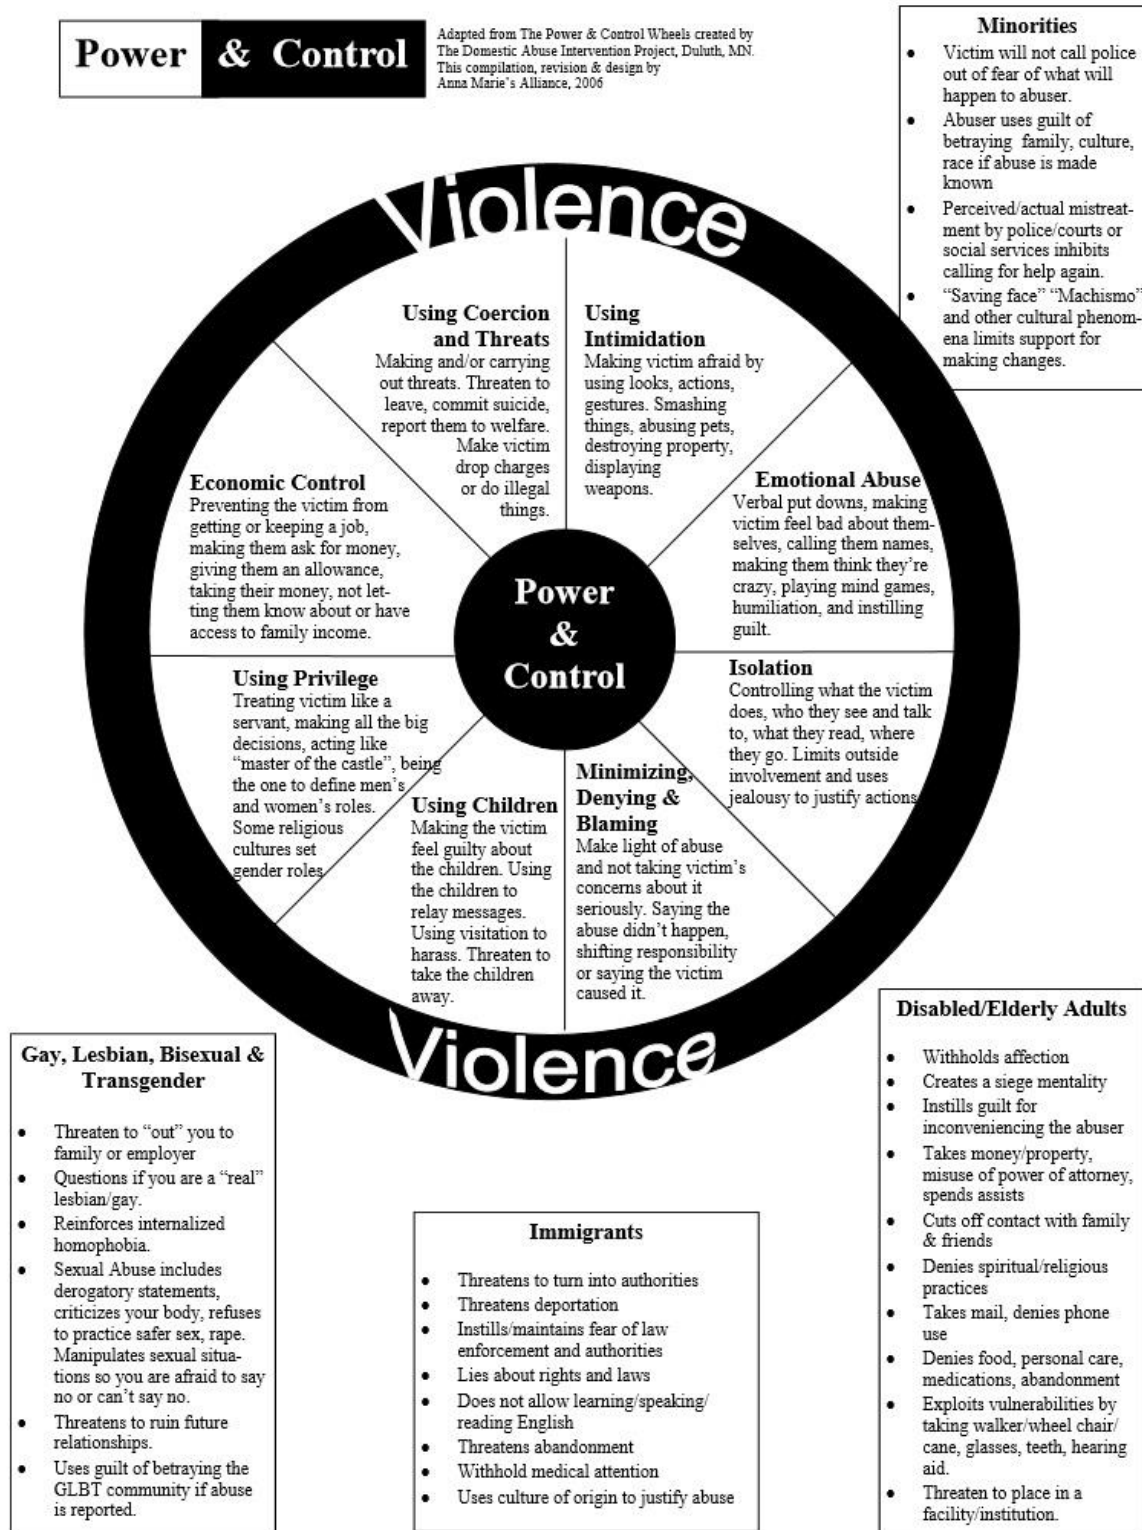 Power & Control
Adapted from The Power & Control Wheels created by
The Domestic Abuse Intervention Project, Duluth, MN.
This compilation, revision & design by
Anna Marie's Alliance, 2006
Minorities
• Victim will not call police
out of fear of what will
happen to abuser.
• Abuser uses guilt of
betraying family, culture,
race if abuse is made
known
• Perceived/actual mistreat-
ment by police/courts or
social services inhibits
calling for help again.
• “Saving face” “Machismo”
and other cultural phenom-
ena limits support for
making changes.
Violence
Using Coercion
and Threats
Making and/or carrying
out threats. Threaten to
leave, commit suicide,
report them to welfare.
Make victim
drop charges
or do illegal
things.
Using
Intimidation
Making victim afraid by
using looks, actions,
gestures. Smashing
things, abusing pets,
destroying property,
displaying
weapons.
Economic Control
Preventing the victim from
getting or keeping a job,
making them ask for money,
giving them an allowance,
taking their money, not let-
ting them know about or have
access to family income.
Emotional Abuse
Verbal put downs, making
victim feel bad about them-
selves, calling them names,
making them think they're
crazy, playing mind games,
humiliation, and instilling
guilt.
Power
&
Control
Using Privilege
Treating victim like a
servant, making all the big
decisions, acting like
“master of the castle”, being
the one to define men's
and women's roles.
Some religious
cultures set
gender roles
Isolation
Controlling what the victim
does, who they see and talk
to, what they read, where
they go. Limits outside
involvement and uses
jealousy to justify actions
Using Children
Making the victim
feel guilty about
the children. Using
the children to
relay messages.
Using visitation to
harass. Threaten to
take the children
away.
Minimizing,
Denying &
Blaming
Make light of abuse
and not taking victim's
concerns about it
seriously. Saying the
abuse didn't happen,
shifting responsibility
or saying the victim
caused it.
Violence
Gay, Lesbian, Bisexual &
Transgender
• Threaten to “out” you to
family or employer
• Questions if you are a “real”
lesbian/gay.
• Reinforces internalized
homophobia.
• Sexual Abuse includes
derogatory statements,
criticizes your body, refuses
to practice safer sex, rape.
Manipulates sexual situa-
tions so you are afraid to say
no or can't say no.
• Threatens to ruin future
relationships.
• Uses guilt of betraying the
GLBT community if abuse
is reported.
Immigrants
• Threatens to turn into authorities
• Threatens deportation
• Instills/maintains fear of law
enforcement and authorities
• Lies about rights and laws
• Does not allow learning/speaking/
reading English
• Threatens abandonment
• Withhold medical attention
• Uses culture of origin to justify abuse
Disabled/Elderly Adults
• Withholds affection
• Creates a siege mentality
• Instills guilt for
inconveniencing the abuser
• Takes money/property,
misuse of power of attorney,
spends assists
• Cuts off contact with family
& friends
• Denies spiritual/religious
practices
• Takes mail, denies phone
use
• Denies food, personal care,
medications, abandonment
• Exploits vulnerabilities by
taking walker/wheel chair/
cane, glasses, teeth, hearing
aid.
• Threaten to place in a
facility/institution.